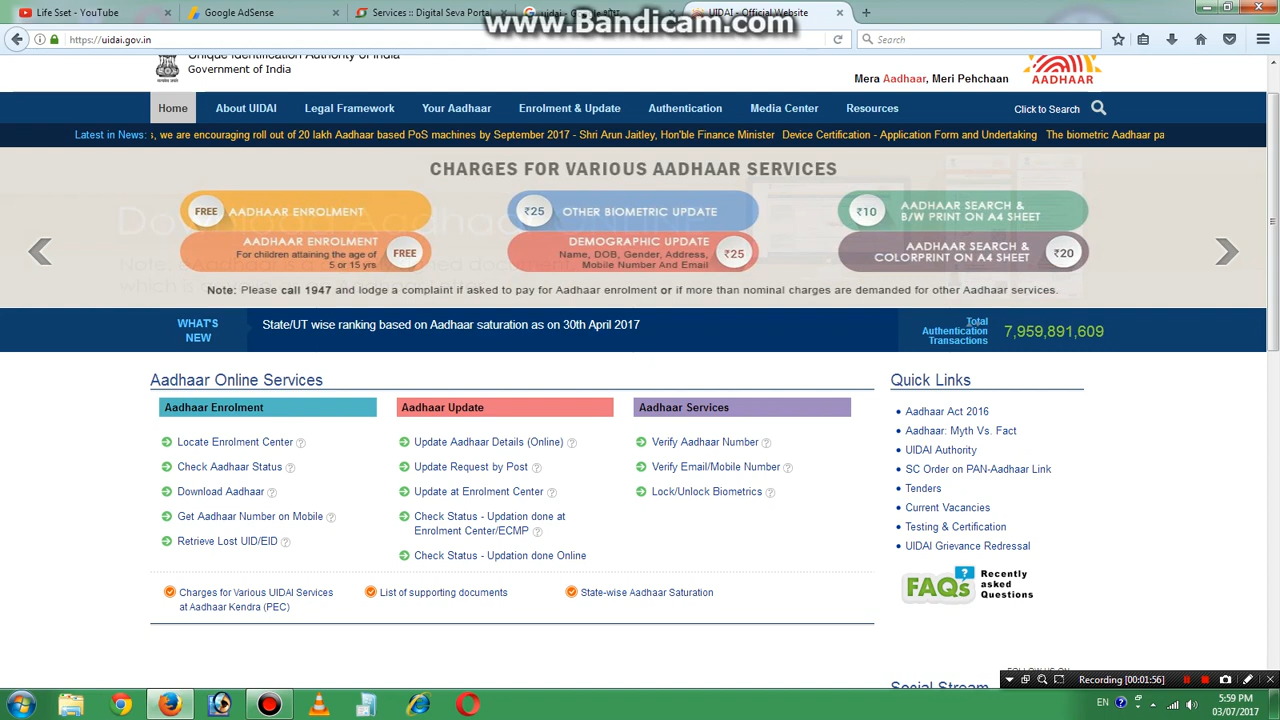 Life Sset - YouTube
Google AdSense
Services :: Digital Seva Portal
UIDAI - Official Website
www.Bandicam.com
https://uidai.gov.in
Search
Unique Identification Authority of India
Government of India
Mera Aadhaar, Meri Pehchaan
AADHAAR
Home
About UIDAI
Legal Framework
Your Aadhaar
Enrolment & Update
Authentication
Media Center
Resources
Click to Search
Latest in News:
s, we are encouraging roll out of 20 lakh Aadhaar based PoS machines by September 2017 - Shri Arun Jaitley, Hon'ble Finance Minister Device Certification - Application Form and Undertaking The biometric Aadhaar pa
CHARGES FOR VARIOUS AADHAAR SERVICES
FREE AADHAAR ENROLMENT
₹25 OTHER BIOMETRIC UPDATE
₹10 AADHAAR SEARCH &
B/W PRINT ON A4 SHEET
AADHAAR ENROLMENT
For children attaining the age of
5 or 15 yrs.
FREE
DEMOGRAPHIC UPDATE
Name, DOB, Gender, Address,
Mobile Number And Email
₹25
AADHAAR SEARCH &
COLORPRINT ON A4 SHEET
₹20
Note: Please call 1947 and lodge a complaint if asked to pay for Aadhaar enrolment or if more than nominal charges are demanded for other Aadhaar services.
WHAT'S
NEW
State/UT wise ranking based on Aadhaar saturation as on 30th April 2017
Total
Authentication
Transactions
7,959,891,609
Aadhaar Online Services
Aadhaar Enrolment
Locate Enrolment Center
Check Aadhaar Status
Download Aadhaar
Get Aadhaar Number on Mobile
Retrieve Lost UID/EID
Aadhaar Update
Update Aadhaar Details (Online)
Update Request by Post
Update at Enrolment Center
Check Status - Updation done at
Enrolment Center/ECMP
Check Status - Updation done Online
Aadhaar Services
Verify Aadhaar Number
Verify Email/Mobile Number
Lock/Unlock Biometrics
Charges for Various UIDAI Services
at Aadhaar Kendra (PEC)
List of supporting documents
State-wise Aadhaar Saturation
Quick Links
Aadhaar Act 2016
Aadhaar: Myth Vs. Fact
UIDAI Authority
SC Order on PAN-Aadhaar Link
Tenders
Current Vacancies
Testing & Certification
UIDAI Grievance Redressal
FAQs
Recently
asked
Questions
Social Stream
Recording [00:01:56]
EN
5:59 PM
03/07/2017